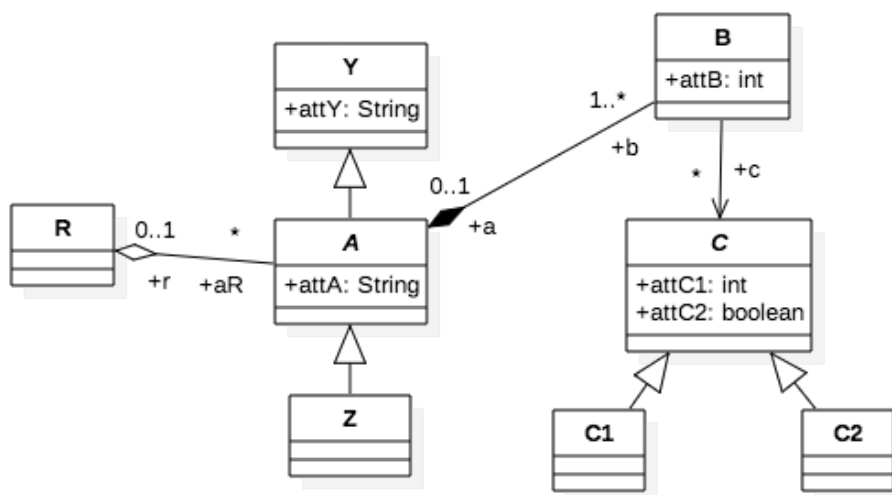 Y
+attY: String
B
+attB: int
1..*
+b
0..1
+a
*
+c
R
0..1
+r
*
+aR
A
+attA: String
C
+attC1: int
+attC2: boolean
Z
C1
C2